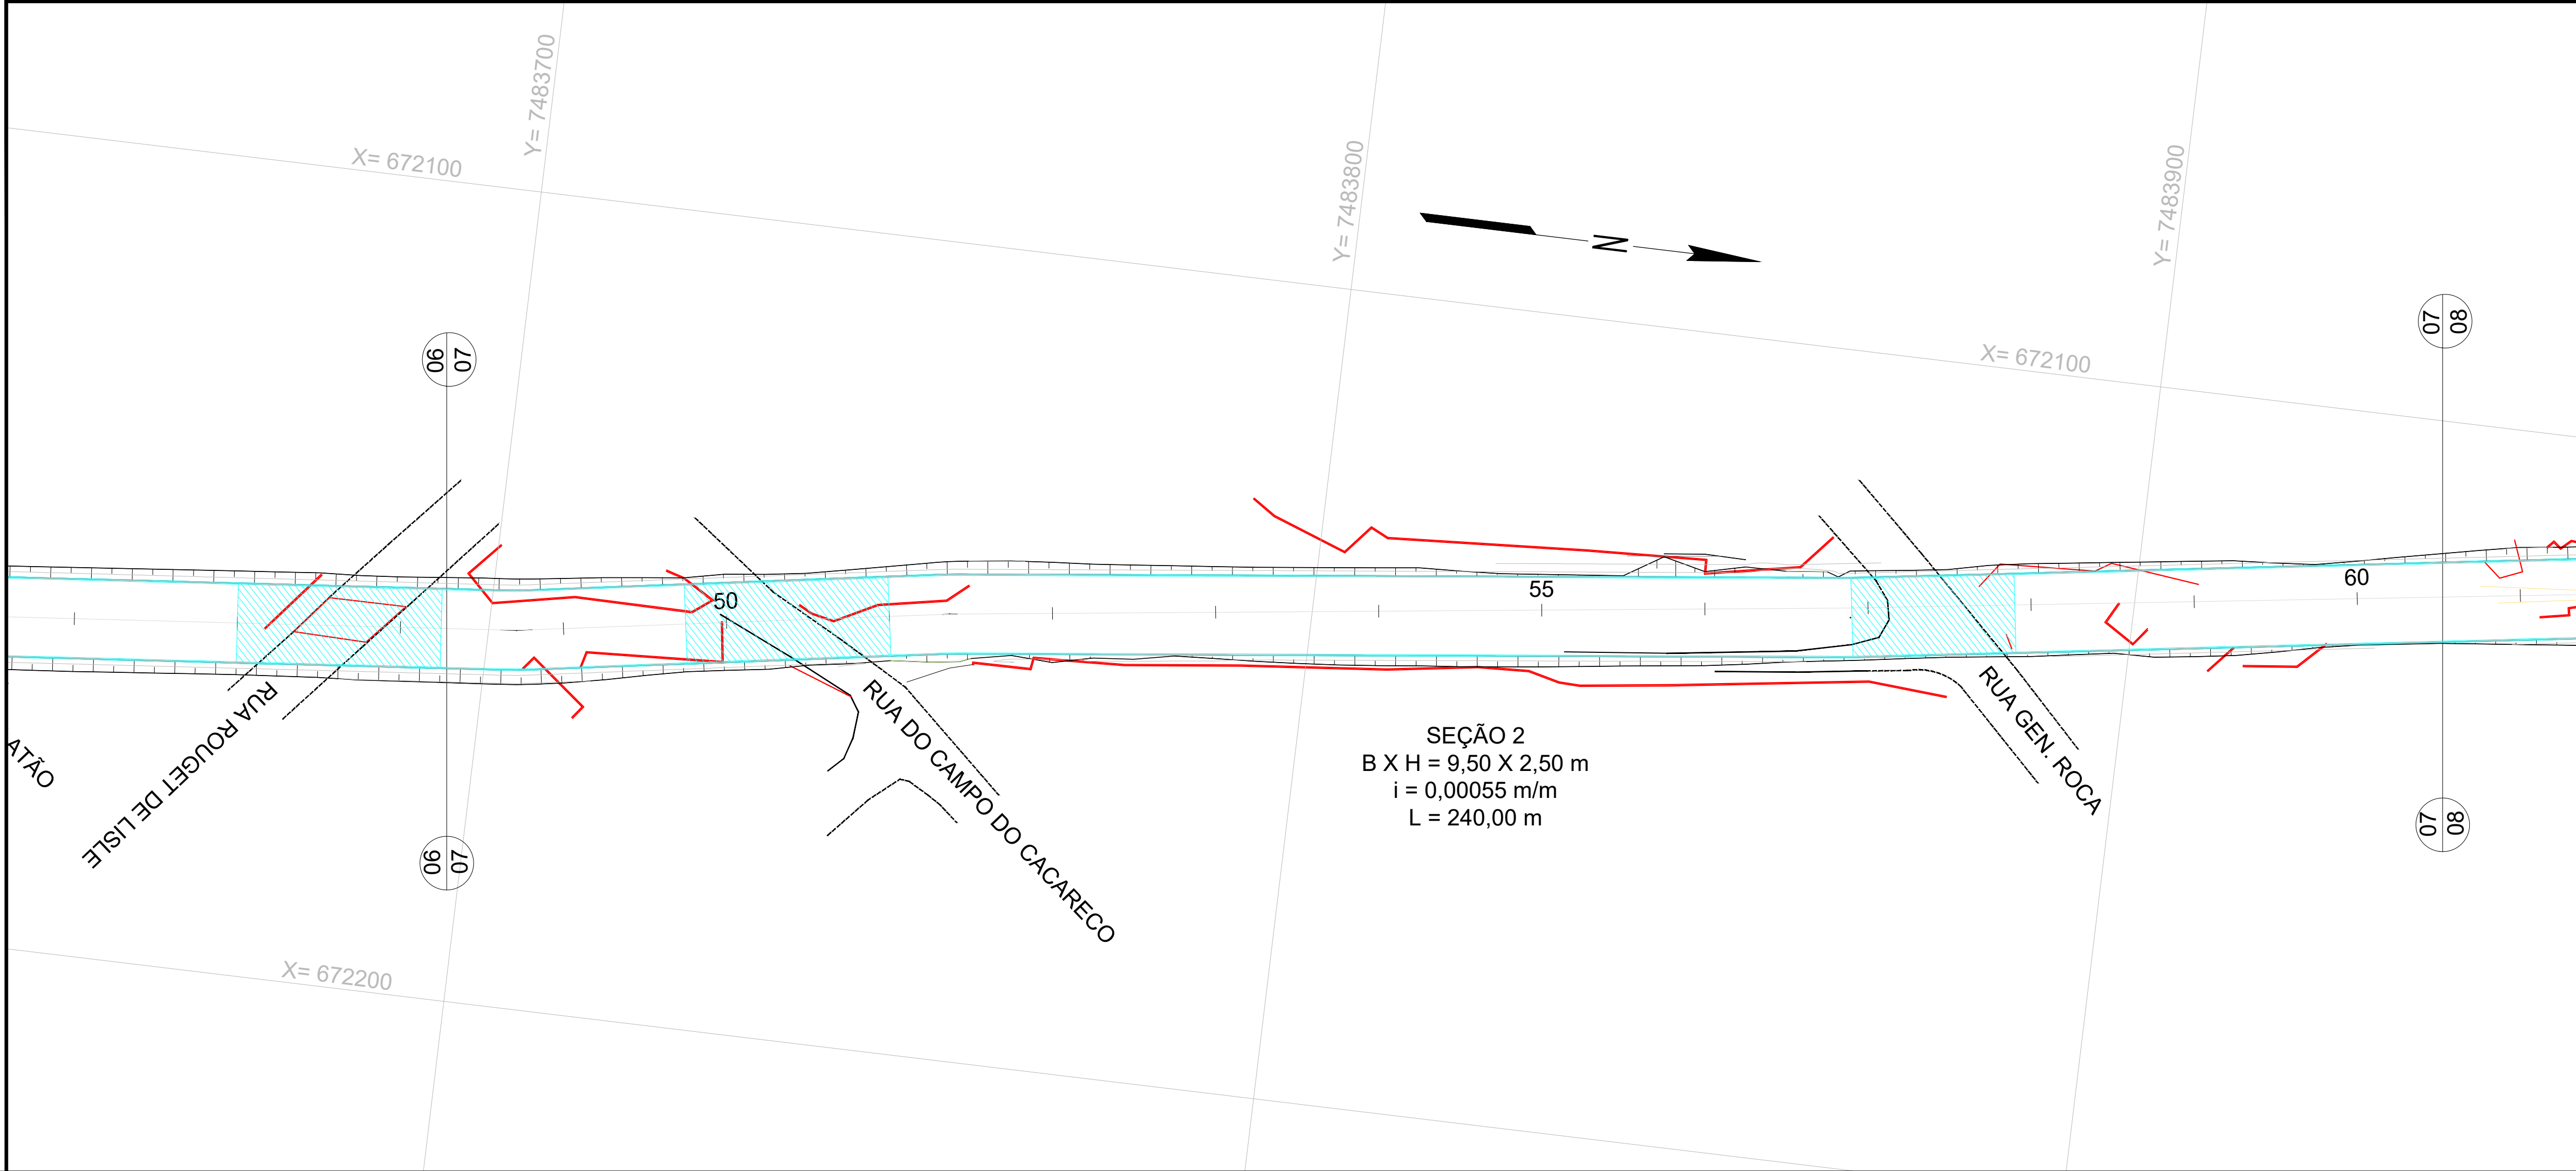 Y= 7483700
Y= 7483800
Y= 7483900
X= 672100
N
X= 672100
06
07
07
08
50
55
60
RUA ROUGET DE LISLE
RUA DO CAMPO DO CACARECO
RUA GEN. ROCA
ATÃO
SEÇÃO 2
B X H = 9,50 X 2,50 m
i = 0,00055 m/m
L = 240,00 m
06
07
07
08
X= 672200